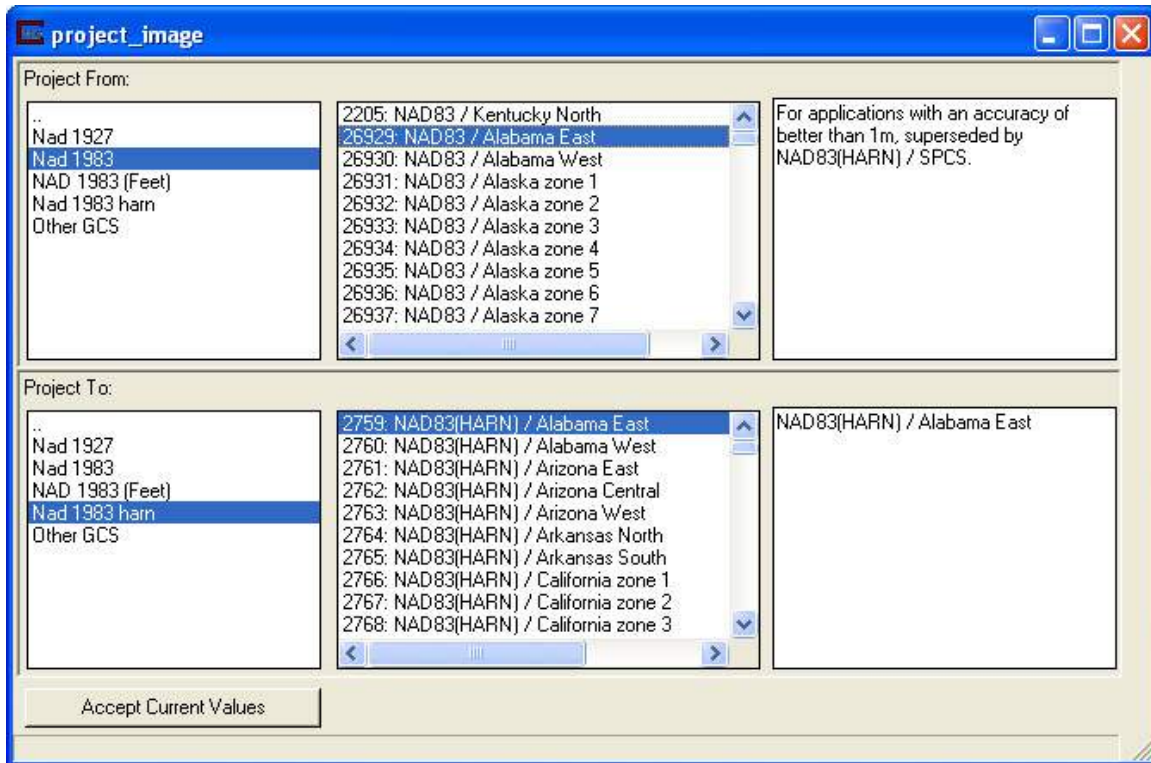 project_image
Project From:
..
Nad 1927
Nad 1983
NAD 1983 (Feet)
Nad 1983 harn
Other GCS
2205: NAD83 / Kentucky North
26929: NAD83 / Alabama East
26930: NAD83 / Alabama West
26931: NAD83 / Alaska zone 1
26932: NAD83 / Alaska zone 2
26933: NAD83 / Alaska zone 3
26934: NAD83 / Alaska zone 4
26935: NAD83 / Alaska zone 5
26936: NAD83 / Alaska zone 6
26937: NAD83 / Alaska zone 7
For applications with an accuracy of
better than 1m, superseded by
NAD83(HARN) / SPCS.
Project To:
..
Nad 1927
Nad 1983
NAD 1983 (Feet)
Nad 1983 harn
Other GCS
2759: NAD83(HARN) / Alabama East
2760: NAD83(HARN) / Alabama West
2761: NAD83(HARN) / Arizona East
2762: NAD83(HARN) / Arizona Central
2763: NAD83(HARN) / Arizona West
2764: NAD83(HARN) / Arkansas North
2765: NAD83(HARN) / Arkansas South
2766: NAD83(HARN) / California zone 1
2767: NAD83(HARN) / California zone 2
2768: NAD83(HARN) / California zone 3
NAD83(HARN) / Alabama East
Accept Current Values